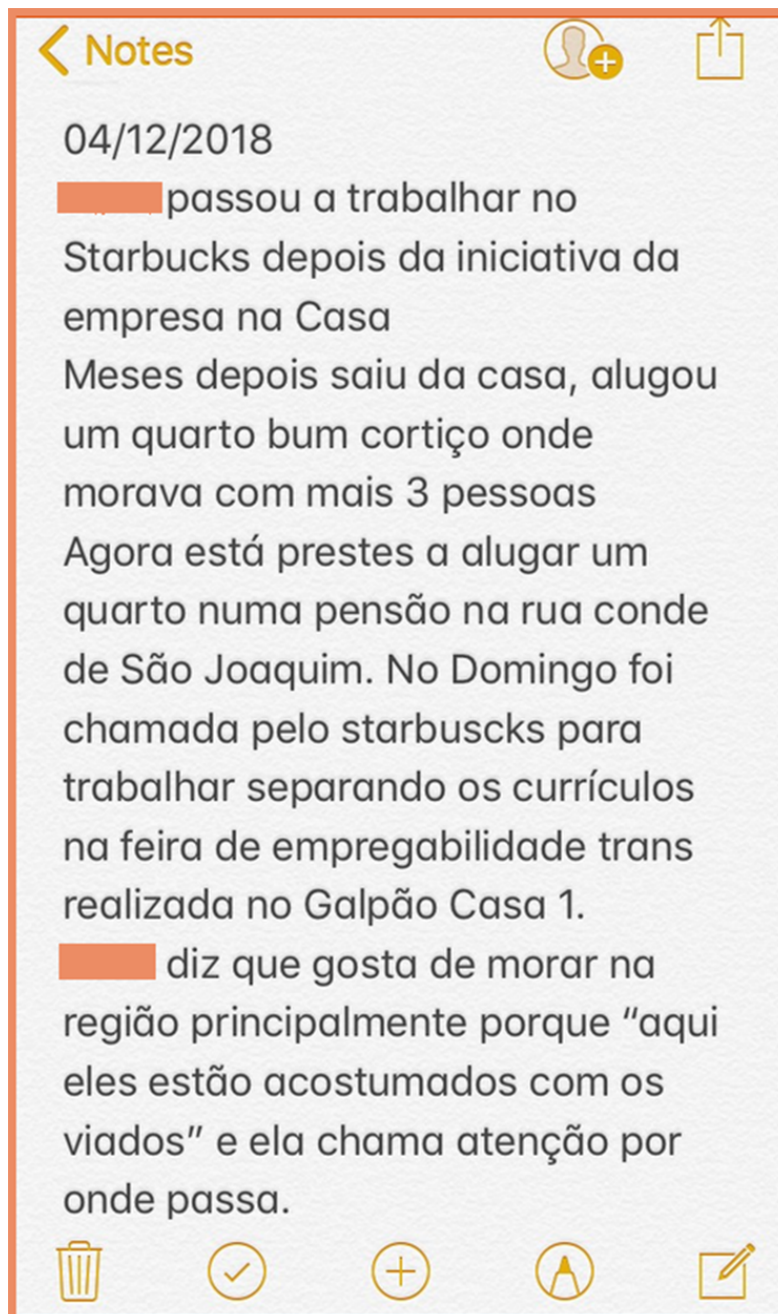 Notes
04/12/2018
passou a trabalhar no
Starbucks depois da iniciativa da
empresa na Casa
Meses depois saiu da casa, alugou
um quarto bum cortiço onde
morava com mais 3 pessoas
Agora está prestes a alugar um
quarto numa pensão na rua conde
de São Joaquim. No Domingo foi
chamada pelo starbuscks para
trabalhar separando os currículos
na feira de empregabilidade trans
realizada no Galpão Casa 1.
diz que gosta de morar na
região principalmente porque “aqui
eles estão acostumados com os
viados” e ela chama atenção por
onde passa.